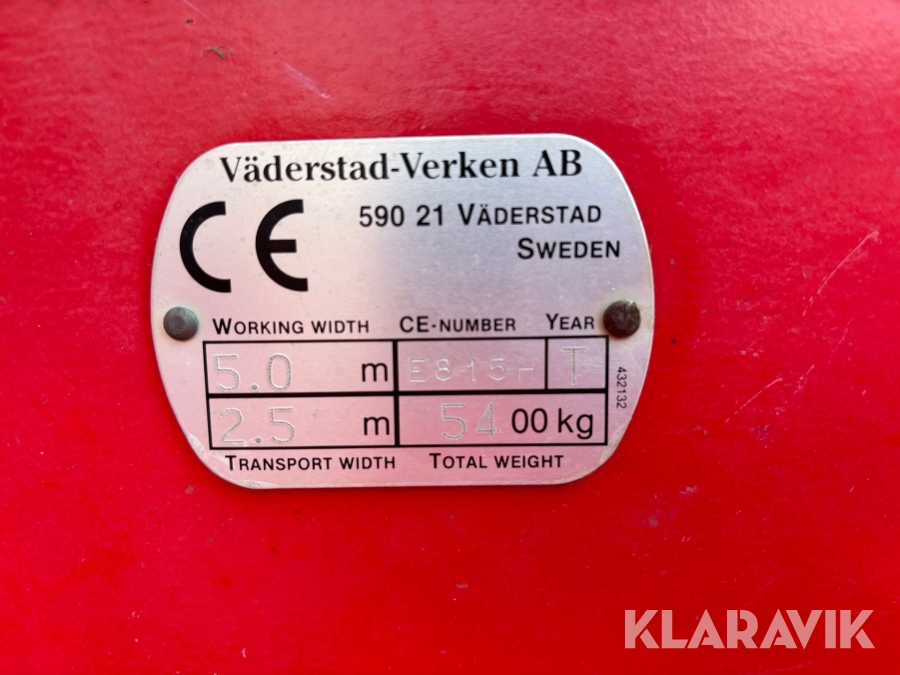 Väderstad-Verken AB
CE
590 21 VÄDERSTAD
SWEDEN
WORKING WIDTH CE-NUMBER YEAR
5.0 m E815H T
2.5 m 5400 kg
TRANSPORT WIDTH TOTAL WEIGHT
432132
KLARAVIK